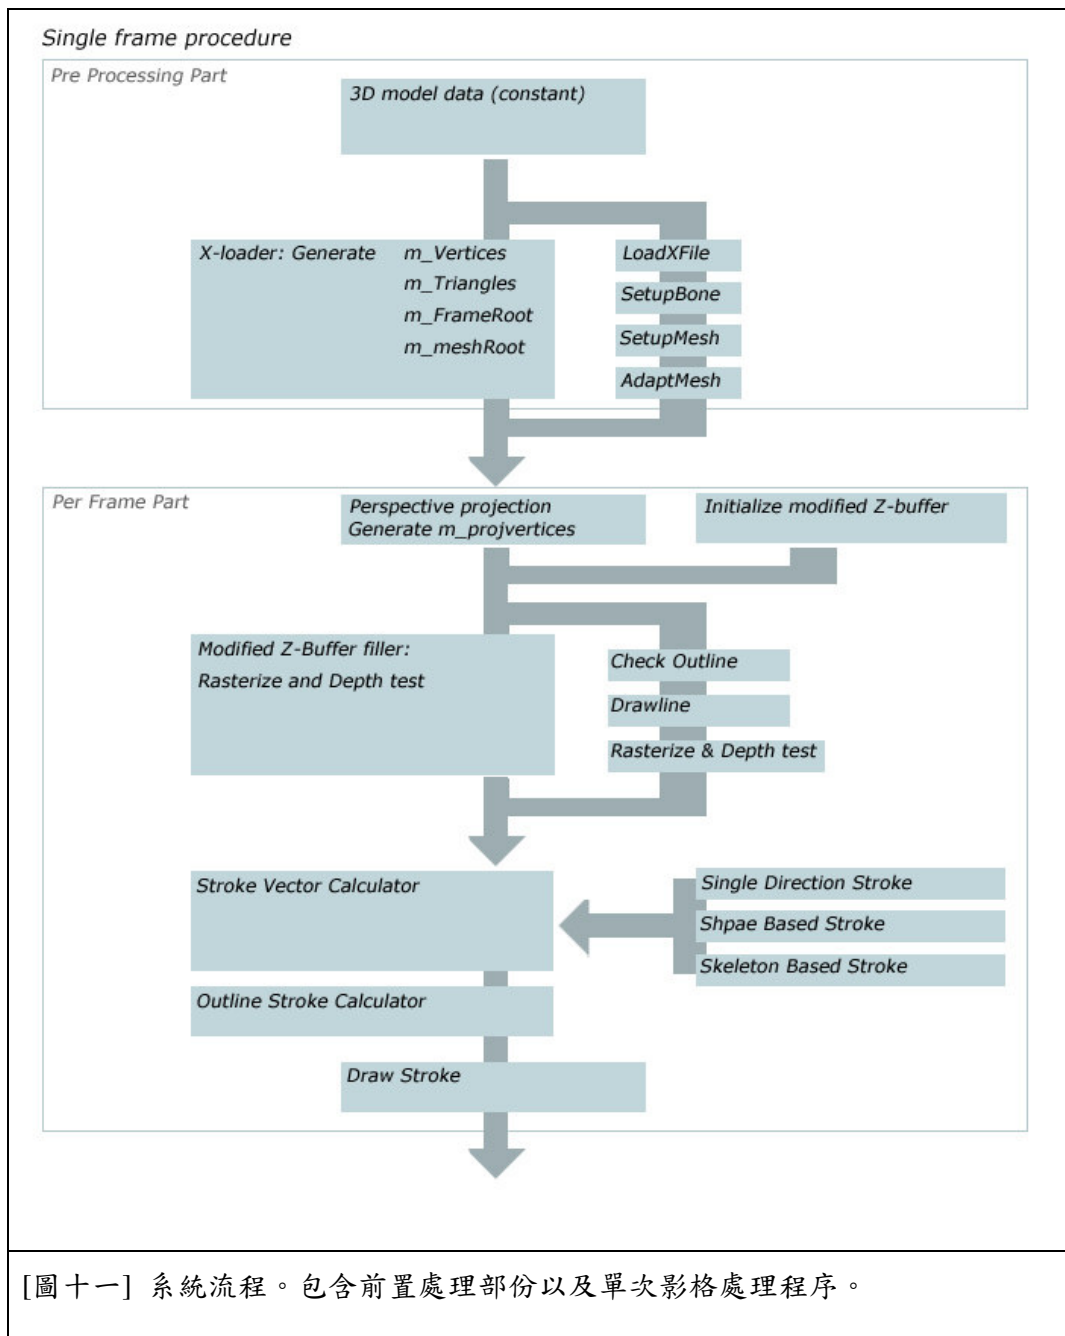 Single frame procedure
Pre Processing Part
3D model data (constant)
X-loader: Generate m_Vertices
m_Triangles
m_FrameRoot
m_meshRoot
LoadXFile
SetupBone
SetupMesh
AdaptMesh
Per Frame Part
Perspective projection
Generate m_projvertices
Initialize modified Z-buffer
Modified Z-Buffer filler:
Rasterize and Depth test
Check Outline
Drawline
Rasterize & Depth test
Stroke Vector Calculator
Single Direction Stroke
Shpae Based Stroke
Skeleton Based Stroke
Outline Stroke Calculator
Draw Stroke
[圖十一] 系統流程。包含前置處理部份以及單次影格處理程序。